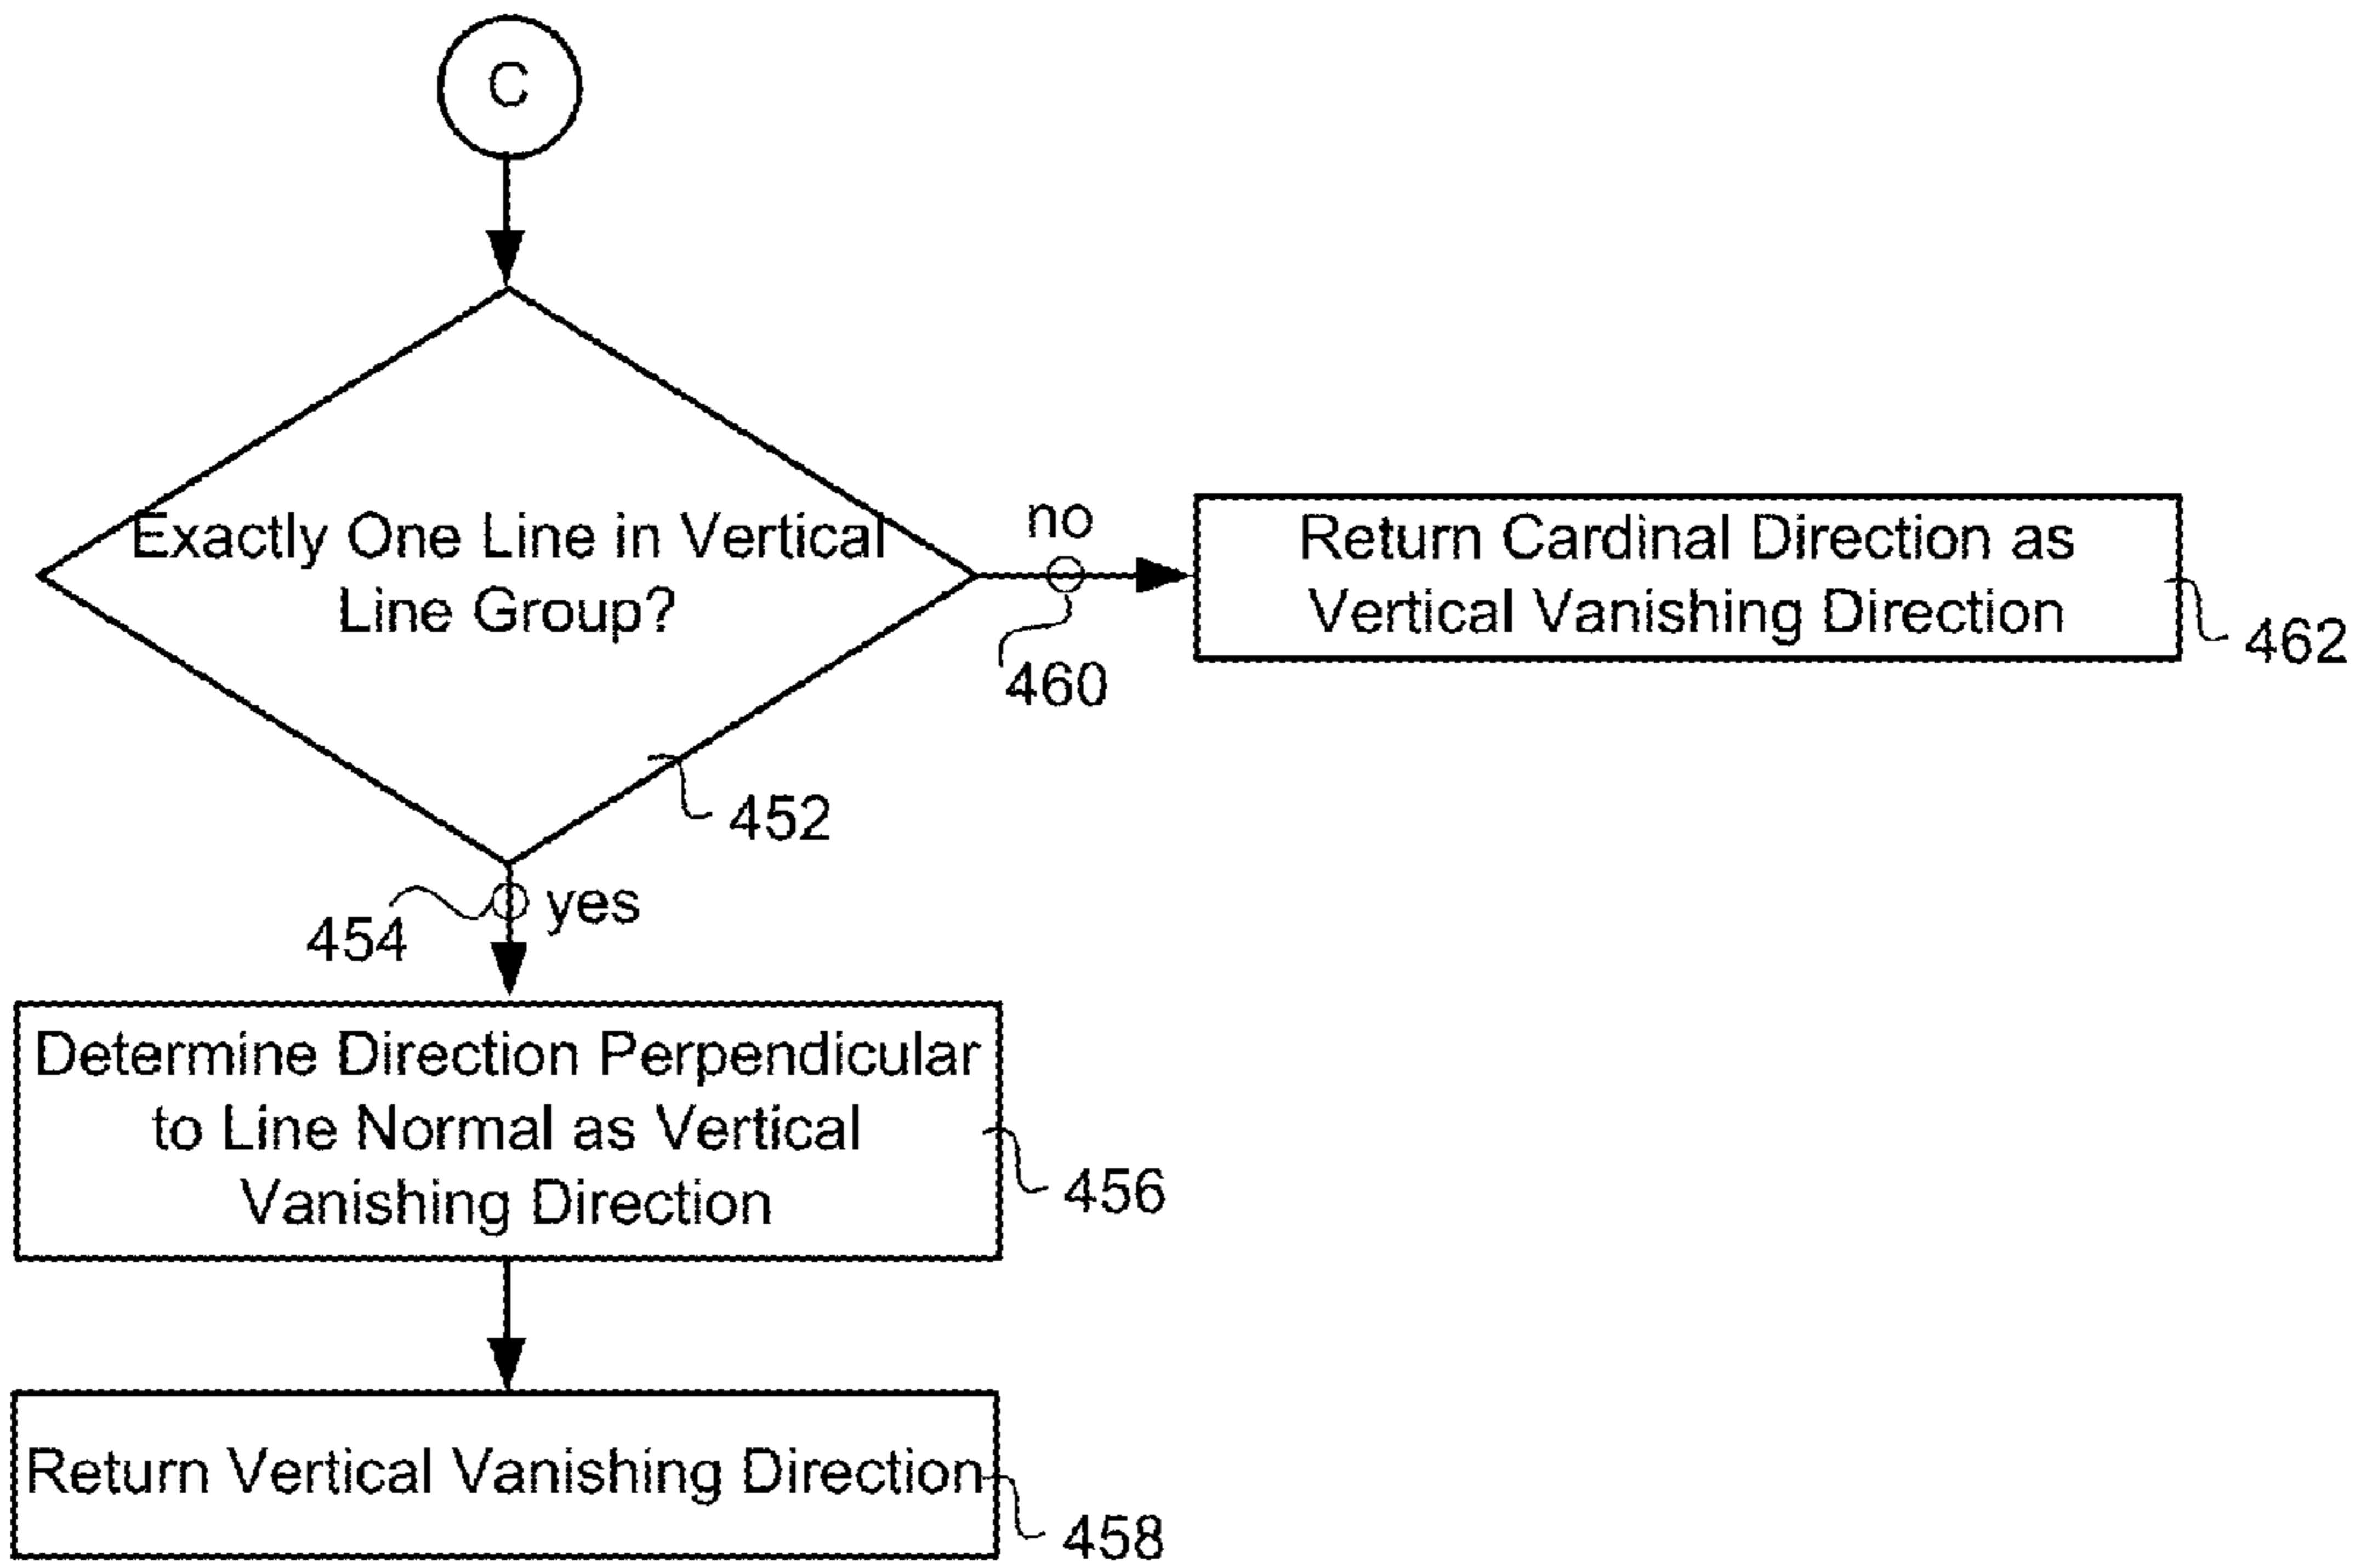 C
Exactly One Line in Vertical
Line Group?
no
460
Return Cardinal Direction as
Vertical Vanishing Direction
462
452
454
yes
Determine Direction Perpendicular
to Line Normal as Vertical
Vanishing Direction
456
Return Vertical Vanishing Direction
458